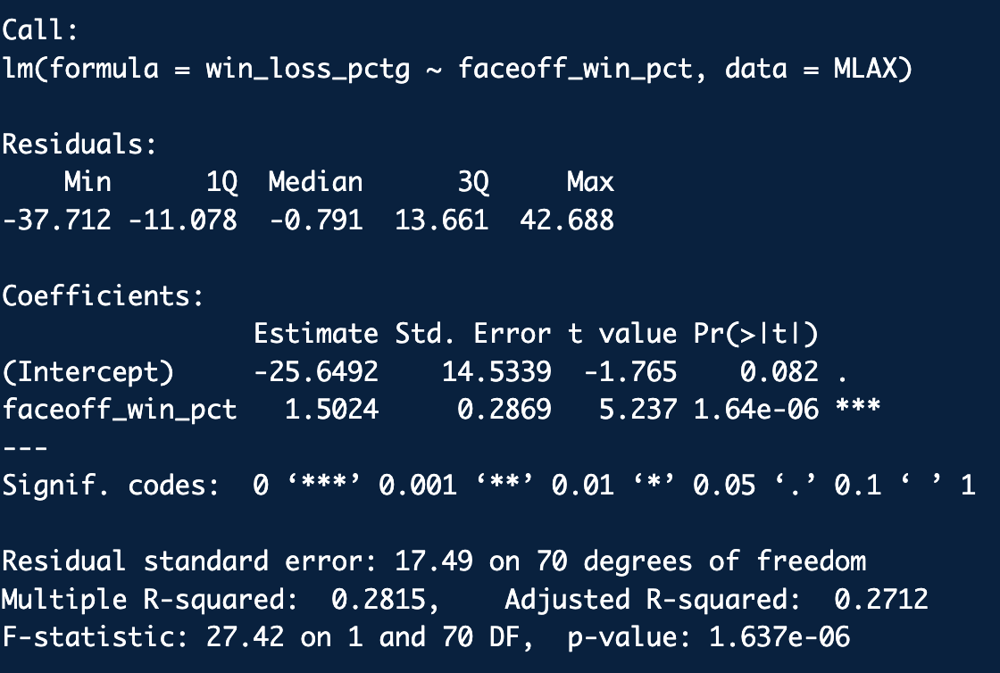 Call:
lm(formula = win_loss_pctg ~ faceoff_win_pct, data = MLAX)
Residuals:
    Min      1Q  Median      3Q     Max
-37.712 -11.078  -0.791  13.661  42.688
Coefficients:
                Estimate Std. Error t value Pr(>|t|)
(Intercept)     -25.6492    14.5339  -1.765    0.082 .
faceoff_win_pct   1.5024     0.2869   5.237 1.64e-06 ***
---
Signif. codes:  0 ‘***’ 0.001 ‘**’ 0.01 ‘*’ 0.05 ‘.’ 0.1 ‘ ’ 1
Residual standard error: 17.49 on 70 degrees of freedom
Multiple R-squared:  0.2815,    Adjusted R-squared:  0.2712
F-statistic: 27.42 on 1 and 70 DF,  p-value: 1.637e-06